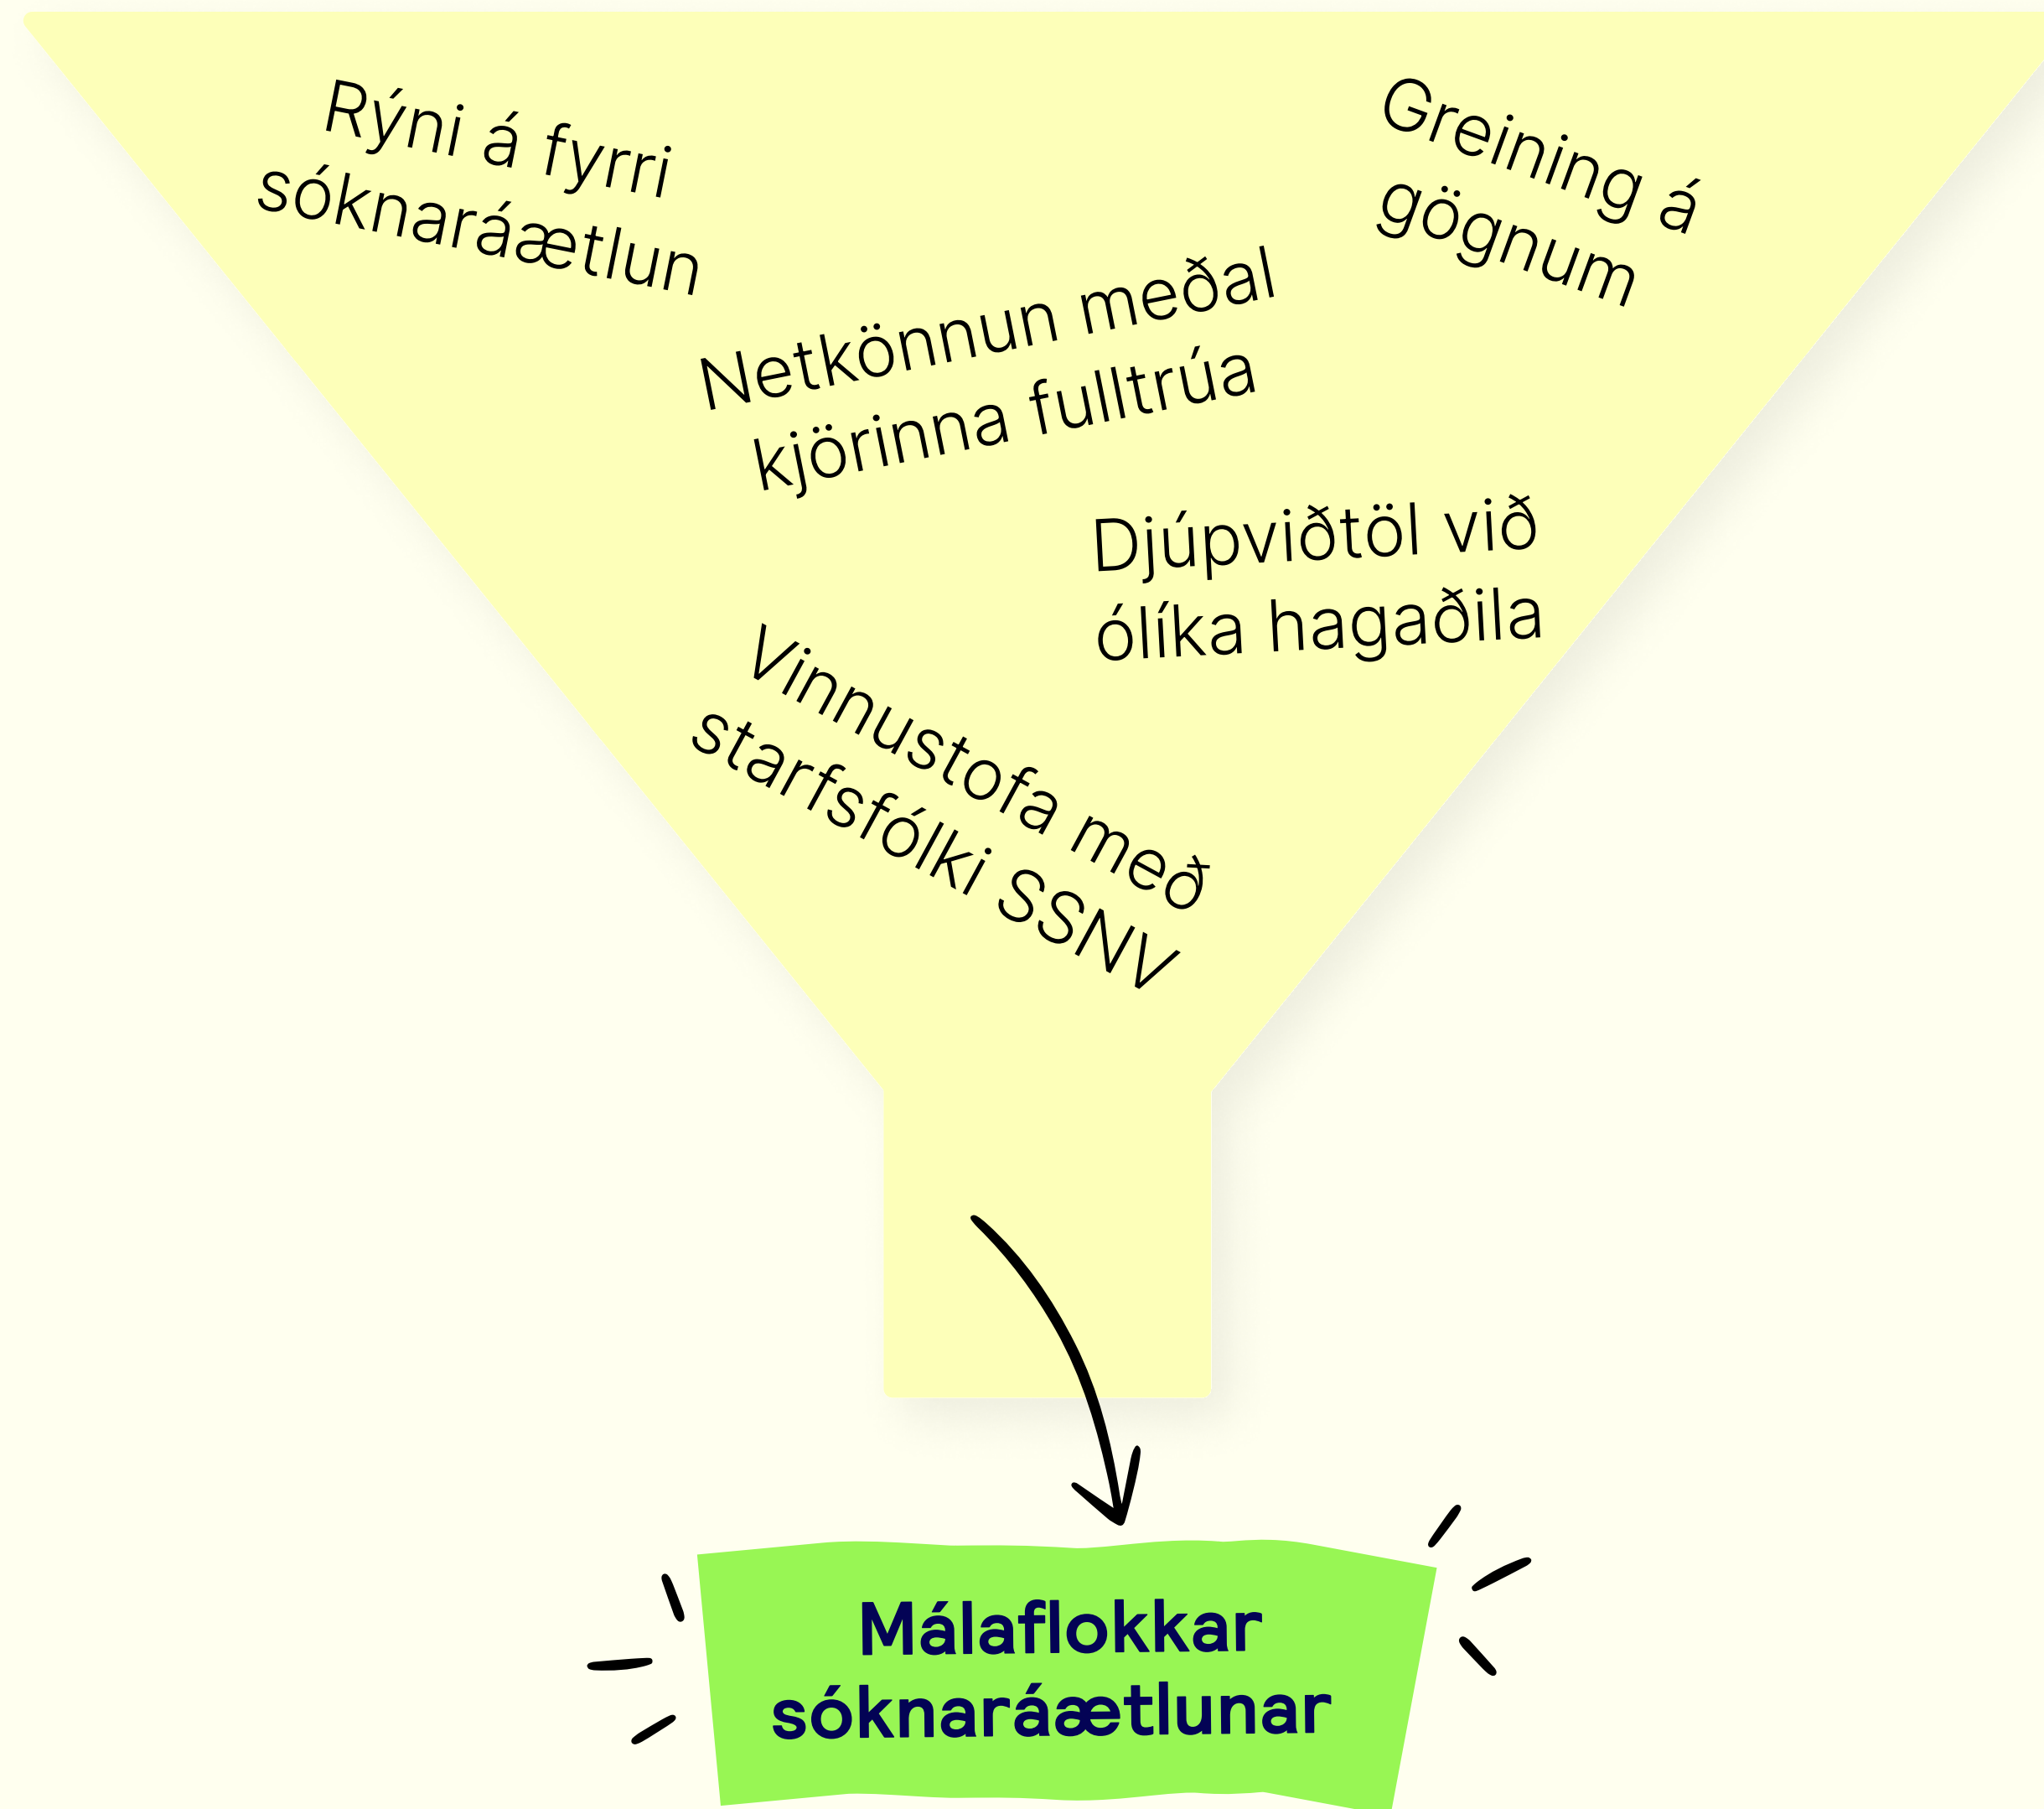 Rýni á fyrri
sóknaráætlun
Greining á
gögnum
Netkönnun meðal
kjörinna fulltrúa
Djúpviðtöl við
ólíka hagaðila
Vinnustofa með
starfsfólki SSNV
Málaflokkar
sóknaráætlunar